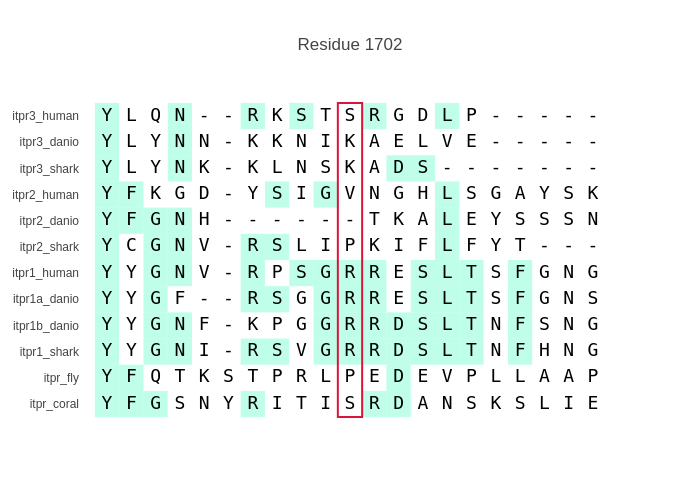 Residue 1702
itpr3_human Y L Q N - - R K S T S R G D L P - - - - -
itpr3_danio Y L Y N N - K K N I K A E L V E - - - - -
itpr3_shark Y L Y N K - K L N S K A D S - - - - - - -
itpr2_human Y F K G D - Y S I G V N G H L S G A Y S K
itpr2_danio Y F G N H - - - - - - T K A L E Y S S S N
itpr2_shark Y C G N V - R S L I P K I F L F Y T - - -
itpr1_human Y Y G N V - R P S G R R E S L T S F G N G
itpr1a_danio Y Y G F - - R S G G R R E S L T S F G N S
itpr1b_danio Y Y G N F - K P G G R R D S L T N F S N G
itpr1_shark Y Y G N I - R S V G R R D S L T N F H N G
itpr_fly Y F Q T K S T P R L P E D E V P L L A A P
itpr_coral Y F G S N Y R I T I S R D A N S K S L I E